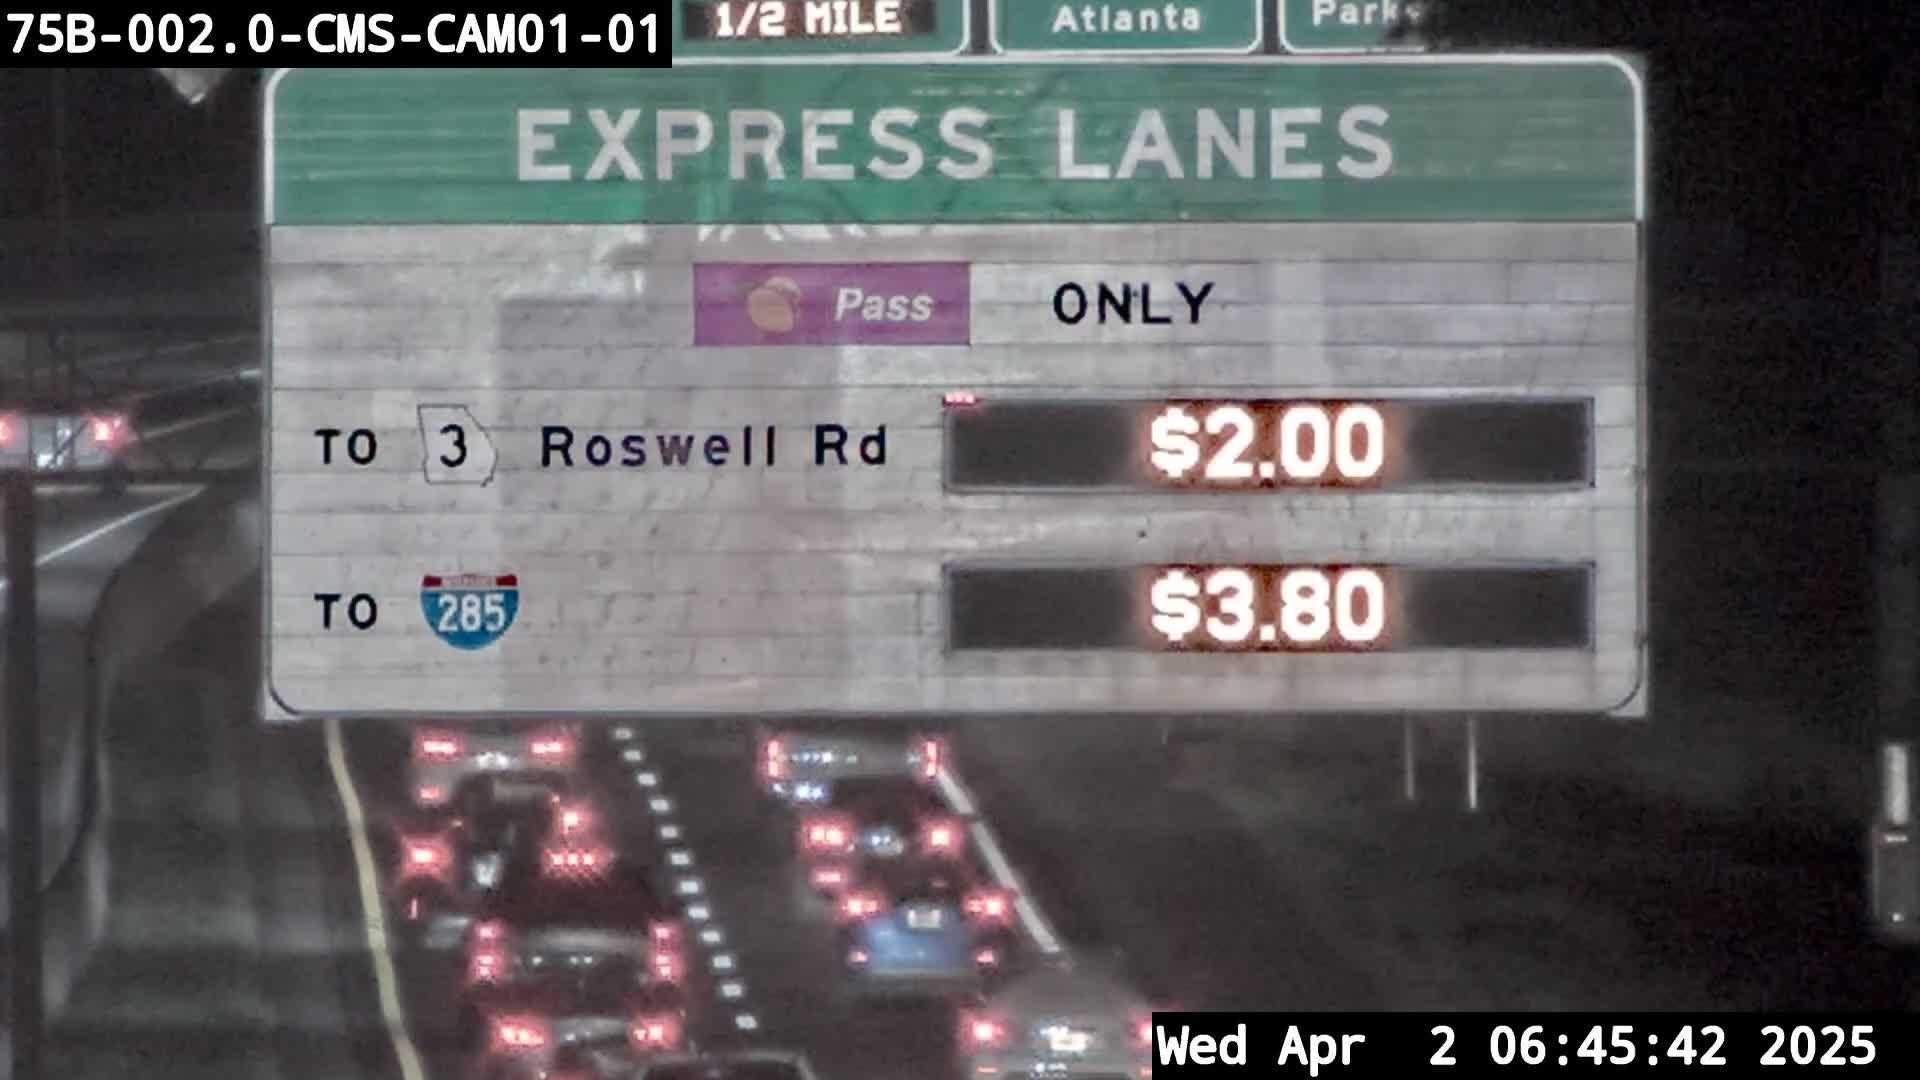 75B-002.0-CMS-CAM01-01
1/2 MILE
Atlanta
EXPRESS LANES
Pass ONLY
TO 3 Roswell Rd $2.00
TO 285 $3.80
Wed Apr 2 06:45:42 2025